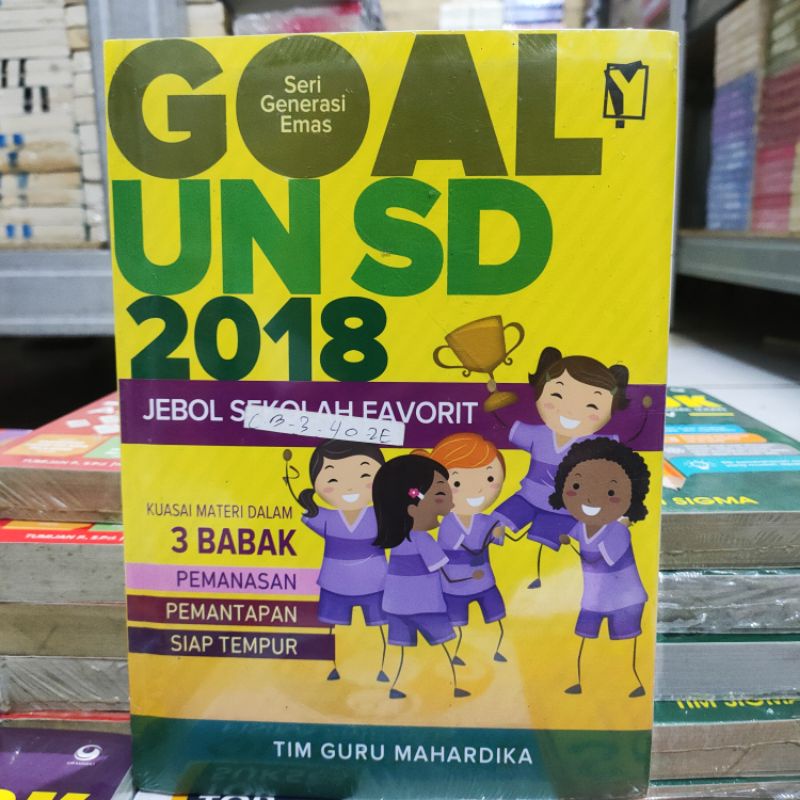 GOAL
Seri
Generasi
Emas
UN SD
2018
JEBOL SEKOLAH FAVORIT
KUASAI MATERI DALAM
3 BABAK
PEMANASAN
PEMANTAPAN
SIAP TEMPUR
TIM GURU MAHARDIKA
SIGMA